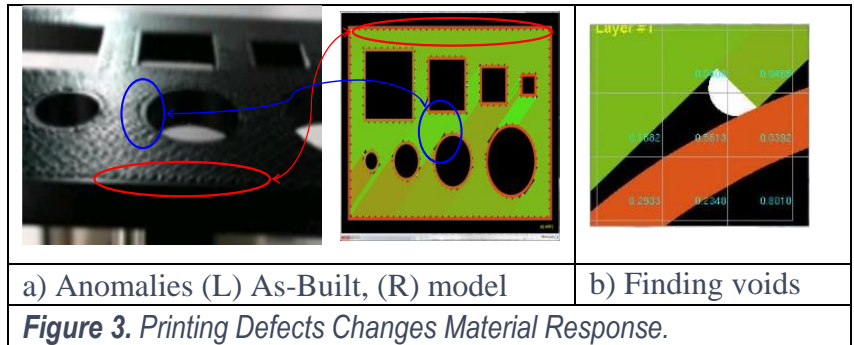 Layer #1
0.0468
0.1682 0.5613 0.0392
0.2933 0.2348 0.8010
a) Anomalies (L) As-Built, (R) model
b) Finding voids
Figure 3. Printing Defects Changes Material Response.